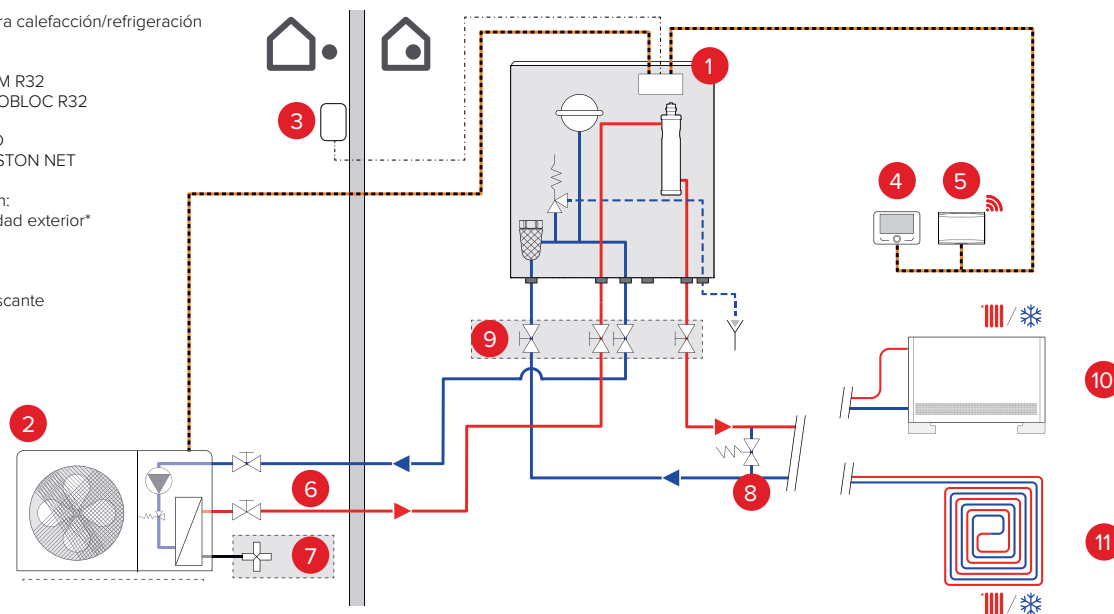 ra calefacción/refrigeración
M R32
OBLOC R32
STON NET
n:
dad exterior*
scante
1
3
4
5
9
10
2
6
8
7
11